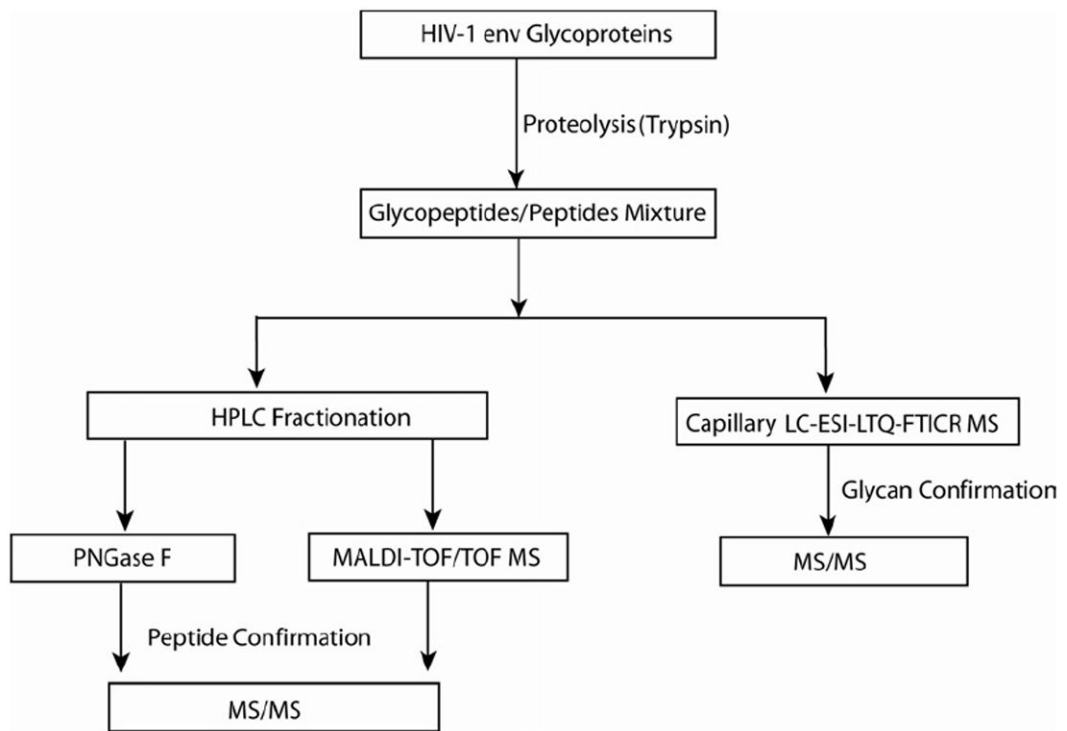 HIV-1 env Glycoproteins
Proteolysis (Trypsin)
Glycopeptides/Peptides Mixture
HPLC Fractionation
Capillary LC-ESI-LTQ-FTICR MS
Glycan Confirmation
PNGase F
MALDI-TOF/TOF MS
MS/MS
Peptide Confirmation
MS/MS